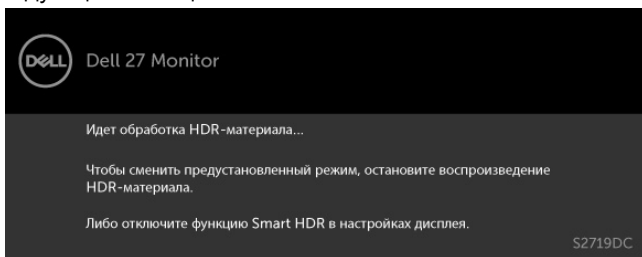 DELL
Dell 27 Monitor
Идет обработка HDR-материала...
Чтобы сменить предустановленный режим, остановите воспроизведение
HDR-материала.
Либо отключите функцию Smart HDR в настройках дисплея.
S2719DC